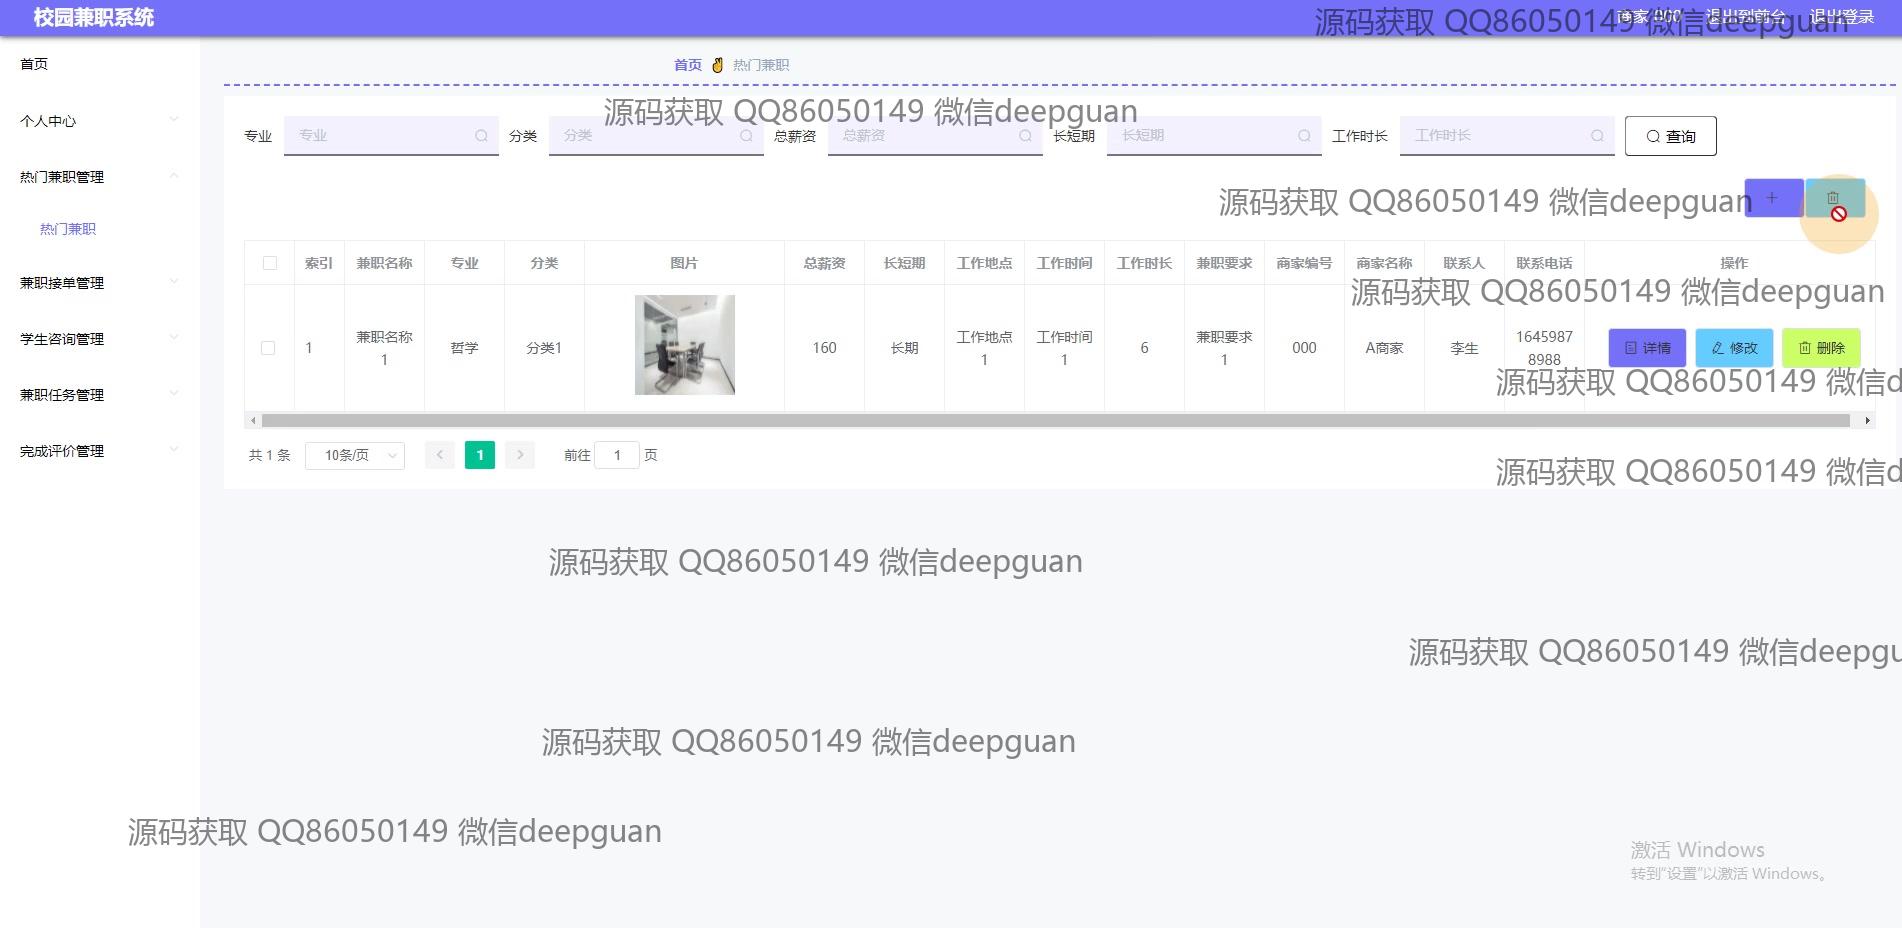 校园兼职系统
商家 000 退出到前台 退出登录
源码获取 QQ86050149 微信deepguan
首页
个人中心
热门兼职管理
热门兼职
兼职接单管理
学生咨询管理
兼职任务管理
完成评价管理
首页 热门兼职
源码获取 QQ86050149 微信deepguan
专业 专业 分类 分类 总薪资 总薪资 长短期 长短期 工作时长 工作时长 查询
源码获取 QQ86050149 微信deepguan
索引 兼职名称 专业 分类 图片 总薪资 长短期 工作地点 工作时间 工作时长 兼职要求 商家编号 商家名称 联系人 联系电话 操作
源码获取 QQ86050149 微信deepguan
1 兼职名称1 哲学 分类1 160 长期 工作地点1 工作时间1 6 兼职要求1 000 A商家 李生 16459878988 详情 修改 删除
源码获取 QQ86050149 微信d
共 1 条 10条/页 1 前往 1 页
源码获取 QQ86050149 微信d
源码获取 QQ86050149 微信deepguan
源码获取 QQ86050149 微信deepgu
源码获取 QQ86050149 微信deepguan
源码获取 QQ86050149 微信deepguan
激活 Windows
转到"设置"以激活 Windows。